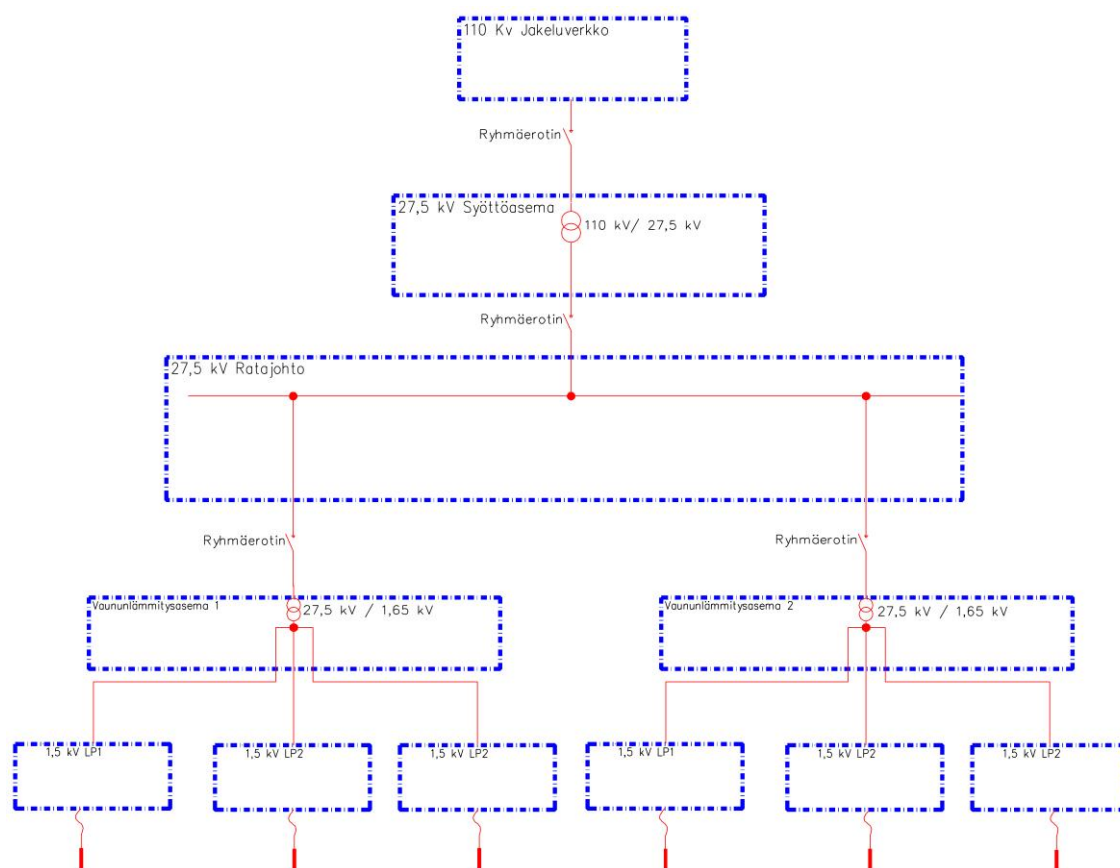 110 Kv Jakeluverkko
Ryhmäerotin
27,5 kV Syöttöasema
110 kV/ 27,5 kV
Ryhmäerotin
27,5 kV Ratajohto
Ryhmäerotin
Ryhmäerotin
Vaununlämmitysasema 1
27,5 kV / 1,65 kV
Vaununlämmitysasema 2
27,5 kV / 1,65 kV
1,5 kV LP1
1,5 kV LP2
1,5 kV LP2
1,5 kV LP1
1,5 kV LP2
1,5 kV LP2